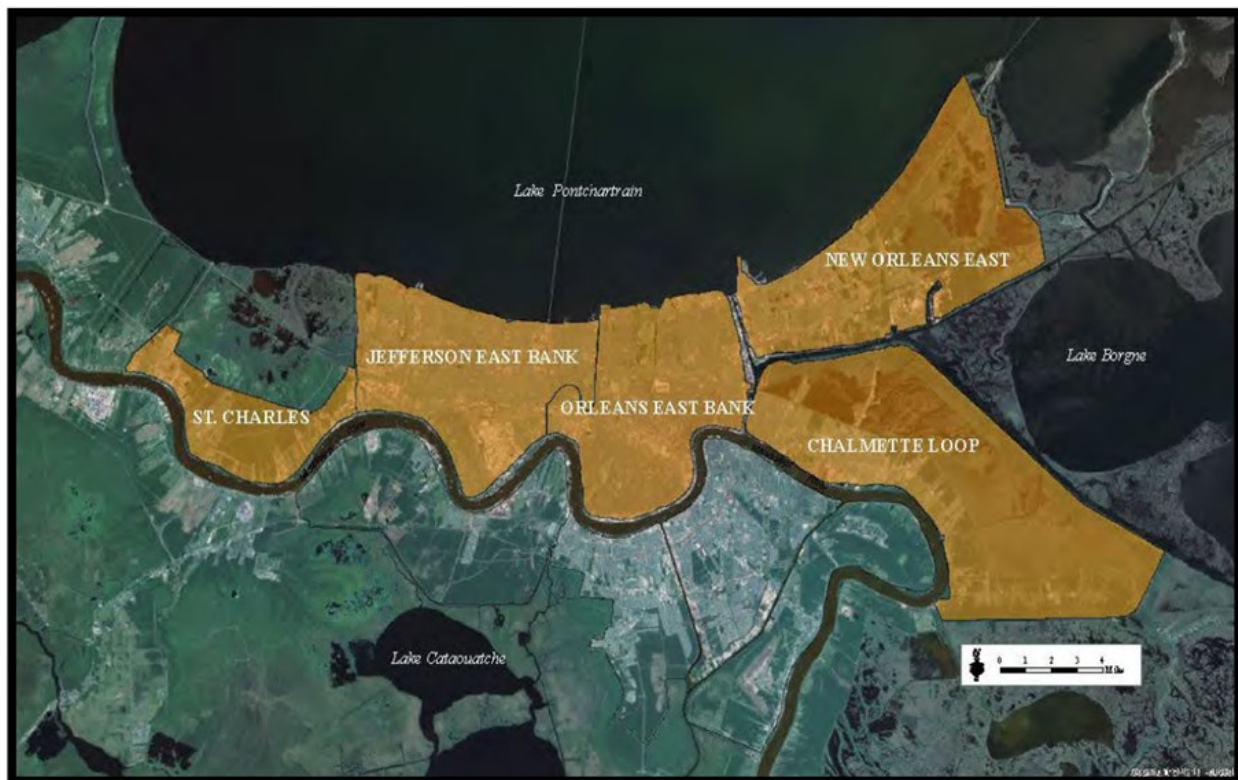 Lake Pontchartrain
NEW ORLEANS EAST
JEFFERSON EAST BANK
Lake Borgne
ST. CHARLES
ORLEANS EAST BANK
CHALMETTE LOOP
Lake Cataouatche
0 1 2 3 4
Miles